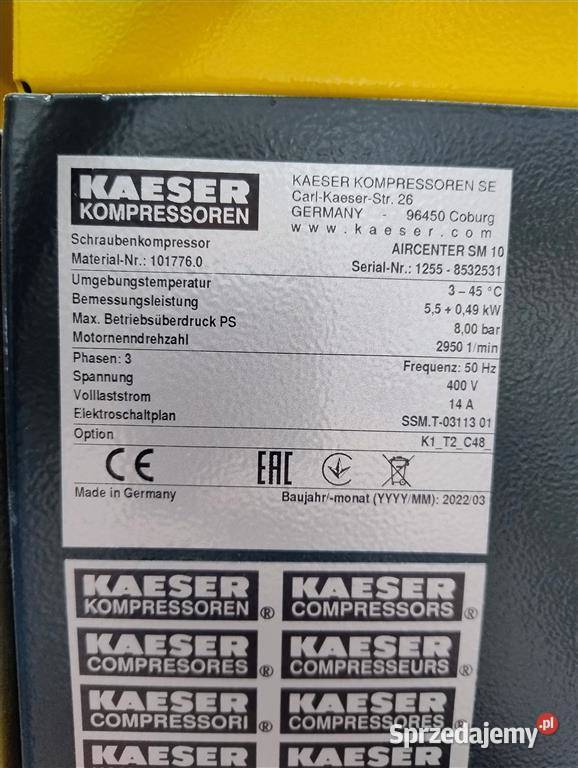 KAESER
KOMPRESSOREN
KAESER KOMPRESSOREN SE
Carl-Kaeser-Str. 26
GERMANY - 96450 Coburg
www.kaeser.com
Schraubenkompressor AIRCENTER SM 10
Material-Nr.: 101776.0 Serial-Nr.: 1255 - 8532531
Umgebungstemperatur 3 – 45 °C
Bemessungsleistung 5,5 + 0,49 kW
Max. Betriebsüberdruck PS 8,00 bar
Motornenndrehzahl 2950 1/min
Phasen: 3 Frequenz: 50 Hz
Spannung 400 V
Volllaststrom 14 A
Elektroschaltplan SSM.T-03113 01
Option K1_T2_C48_
CE EAC
Made in Germany Baujahr/-monat (YYYY/MM): 2022/03
KAESER KAESER
KOMPRESSOREN ® COMPRESSORS ®
KAESER KAESER
COMPRESORES ® COMPRESSEURS ®
KAESER KAESER
COMPRESSORI ® COMPRESSORES ®
KAESER KAESER
Sprzedajemy.pl